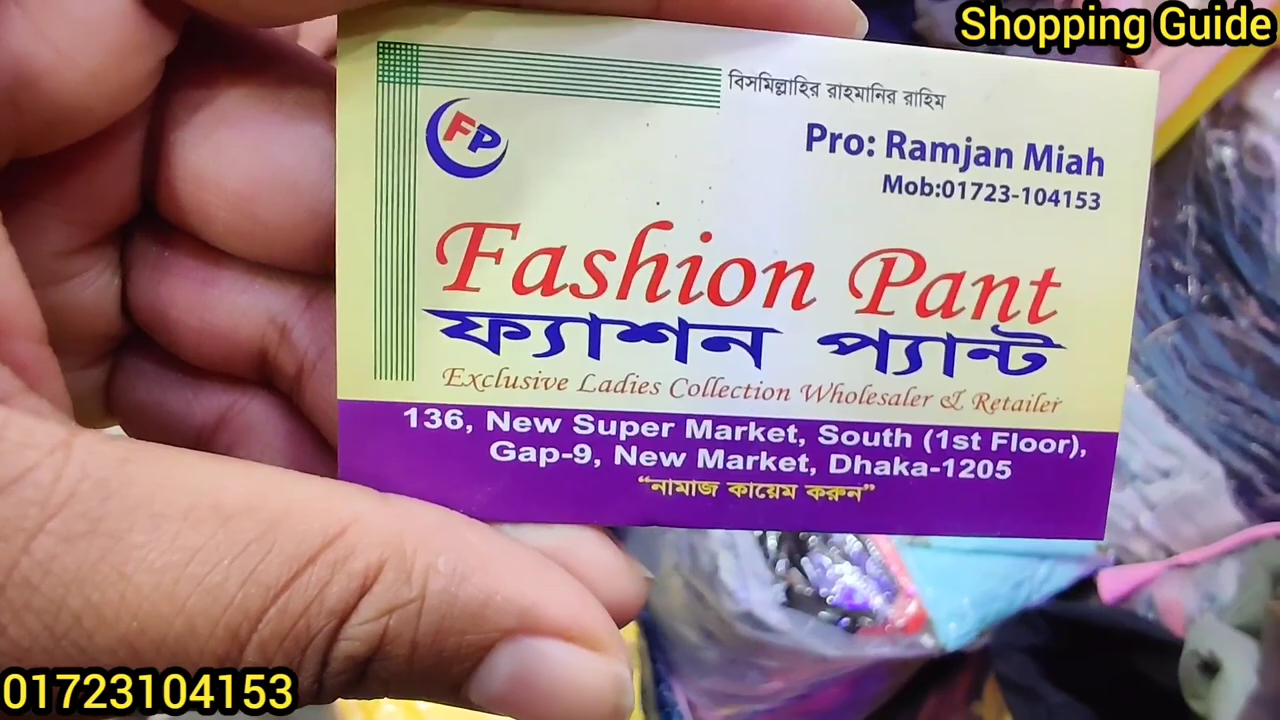 Shopping Guide
বিসমিল্লাহির রাহমানির রাহিম
FP
Pro: Ramjan Miah
Mob:01723-104153
Fashion Pant
ফ্যাশন প্যান্ট
Exclusive Ladies Collection Wholesaler & Retailer
136, New Super Market, South (1st Floor),
Gap-9, New Market, Dhaka-1205
“নামাজ কায়েম করুন”
01723104153